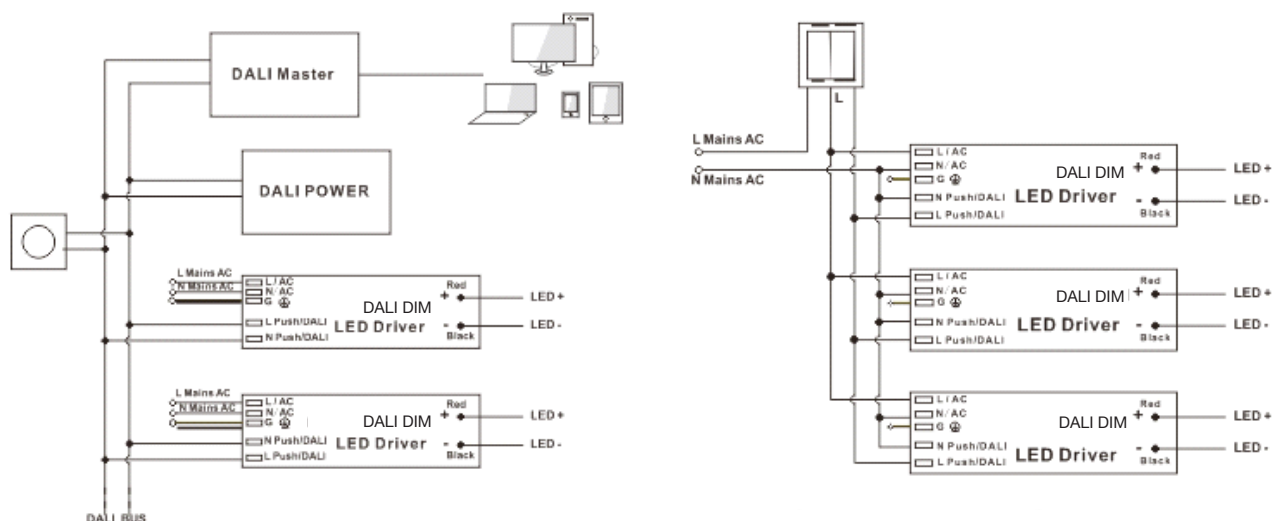 DALI Master
DALI POWER
L Mains AC
N Mains AC
L / AC
N/ AC
G
L Push/DALI
N Push/DALI
DALI DIM
LED Driver
Red
+
-
Black
LED +
LED -
L Mains AC
N Mains AC
L / AC
N/ AC
G
N Push/DALI
L Push/DALI
DALI DIM
LED Driver
Red
+
-
Black
LED +
LED -
DALI BUS
L
L Mains AC
N Mains AC
L / AC
N/ AC
G
N Push/DALI
L Push/DALI
DALI DIM
LED Driver
Red
+
-
Black
LED +
LED -
L / AC
N/ AC
G
N Push/DALI
L Push/DALI
DALI DIM
LED Driver
Red
+
-
Black
LED +
LED -
L / AC
N/ AC
G
N Push/DALI
L Push/DALI
DALI DIM
LED Driver
Red
+
-
Black
LED +
LED -